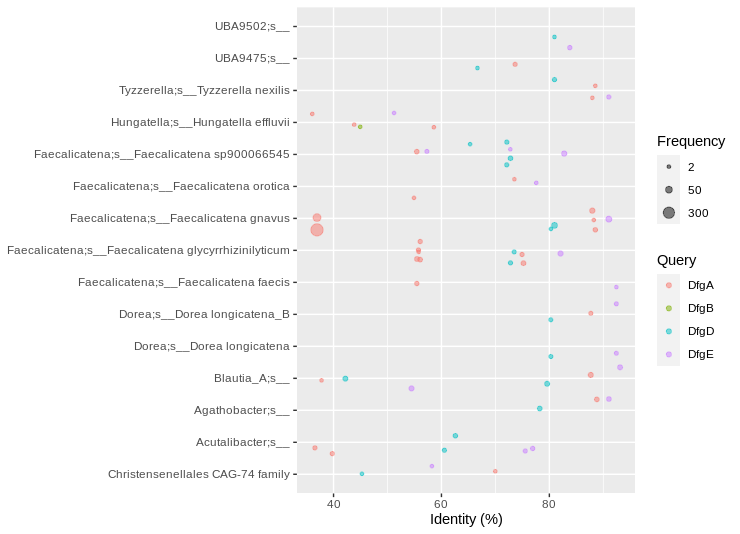 UBA9502;s__
UBA9475;s__
Tyzzerella;s__Tyzzerella nexilis
Hungatella;s__Hungatella effluvii
Faecalicatena;s__Faecalicatena sp900066545
Faecalicatena;s__Faecalicatena orotica
Faecalicatena;s__Faecalicatena gnavus
Faecalicatena;s__Faecalicatena glycyrrhizinilyticum
Faecalicatena;s__Faecalicatena faecis
Dorea;s__Dorea longicatena_B
Dorea;s__Dorea longicatena
Blautia_A;s__
Agathobacter;s__
Acutalibacter;s__
Christensenellales CAG-74 family
40 60 80
Identity (%)
Frequency
2
50
300
Query
DfgA
DfgB
DfgD
DfgE